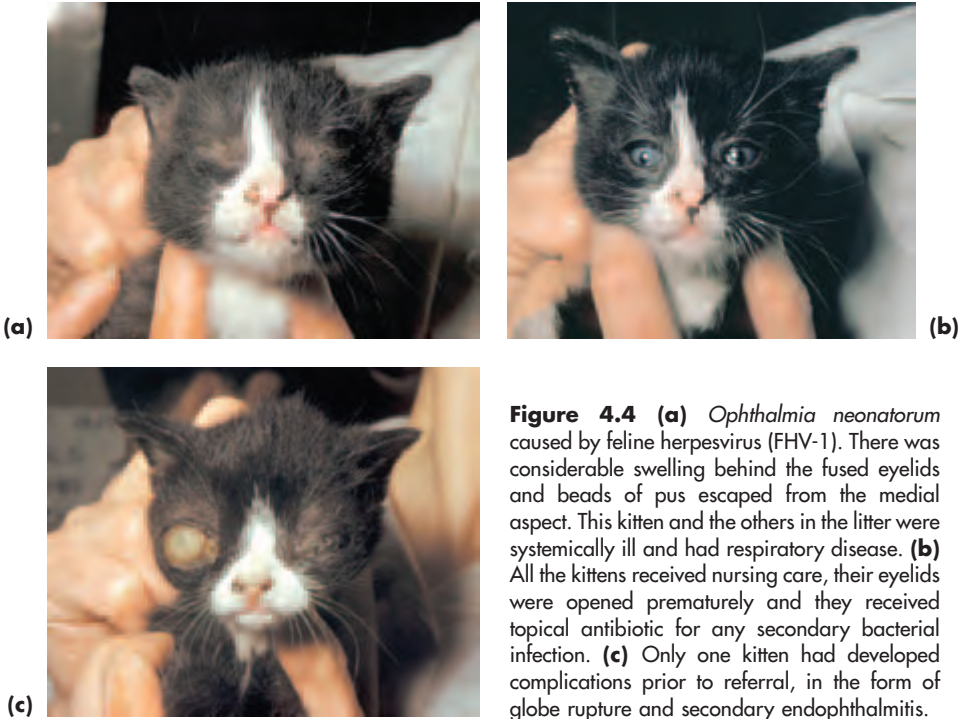 (a)
(b)
(c)
Figure 4.4 (a) Ophthalmia neonatorum
caused by feline herpesvirus (FHV-1). There was
considerable swelling behind the fused eyelids
and beads of pus escaped from the medial
aspect. This kitten and the others in the litter were
systemically ill and had respiratory disease. (b)
All the kittens received nursing care, their eyelids
were opened prematurely and they received
topical antibiotic for any secondary bacterial
infection. (c) Only one kitten had developed
complications prior to referral, in the form of
globe rupture and secondary endophthalmitis.